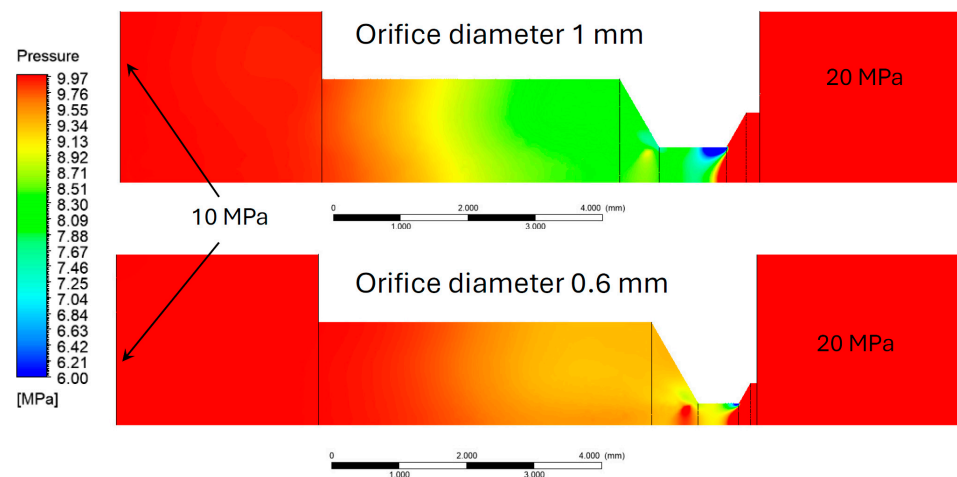 Orifice diameter 1 mm
Pressure
9.97
9.76
9.55
9.34
9.13
8.92
8.71
8.51
8.30
8.09
7.88
7.67
7.46
7.25
7.04
6.84
6.63
6.42
6.21
6.00
[MPa]
20 MPa
10 MPa
0 2.000 4.000 (mm)
1.000 3.000
Orifice diameter 0.6 mm
20 MPa
0 2.000 4.000 (mm)
1.000 3.000